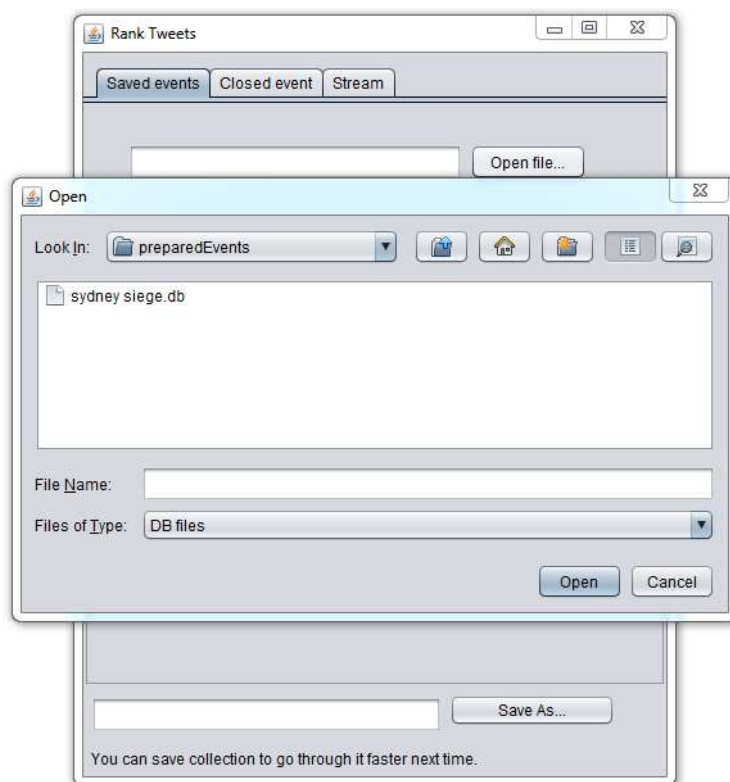 Rank Tweets
Saved events Closed event Stream
Open file...
Open
Look In: preparedEvents
sydney siege.db
File Name:
Files of Type: DB files
Open Cancel
Save As...
You can save collection to go through it faster next time.